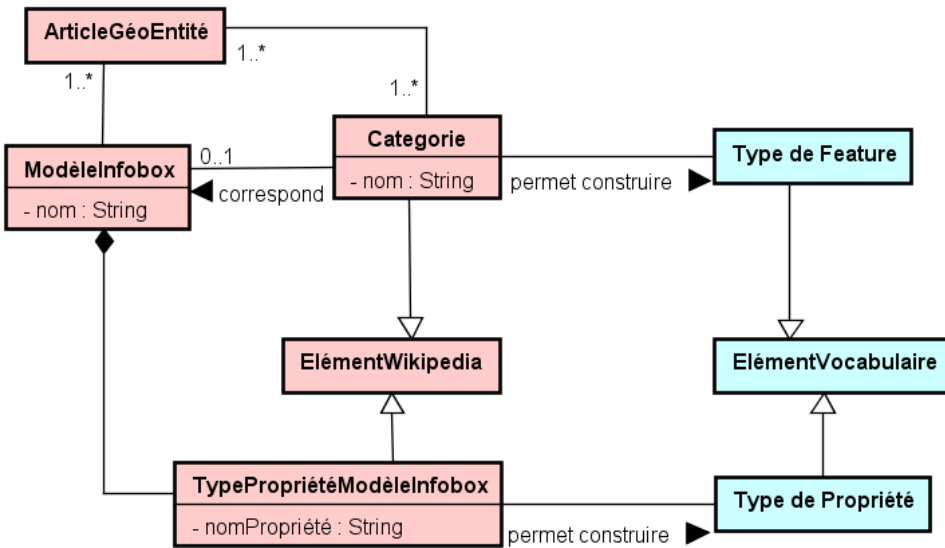 ArticleGéoEntité
1..*
1..*
1..*
Categorie
- nom : String
Type de Feature
ModèleInfobox
- nom : String
0..1
correspond
permet construire
ElémentWikipedia
ElémentVocabulaire
TypePropriétéModèleInfobox
- nomPropriété : String
Type de Propriété
permet construire